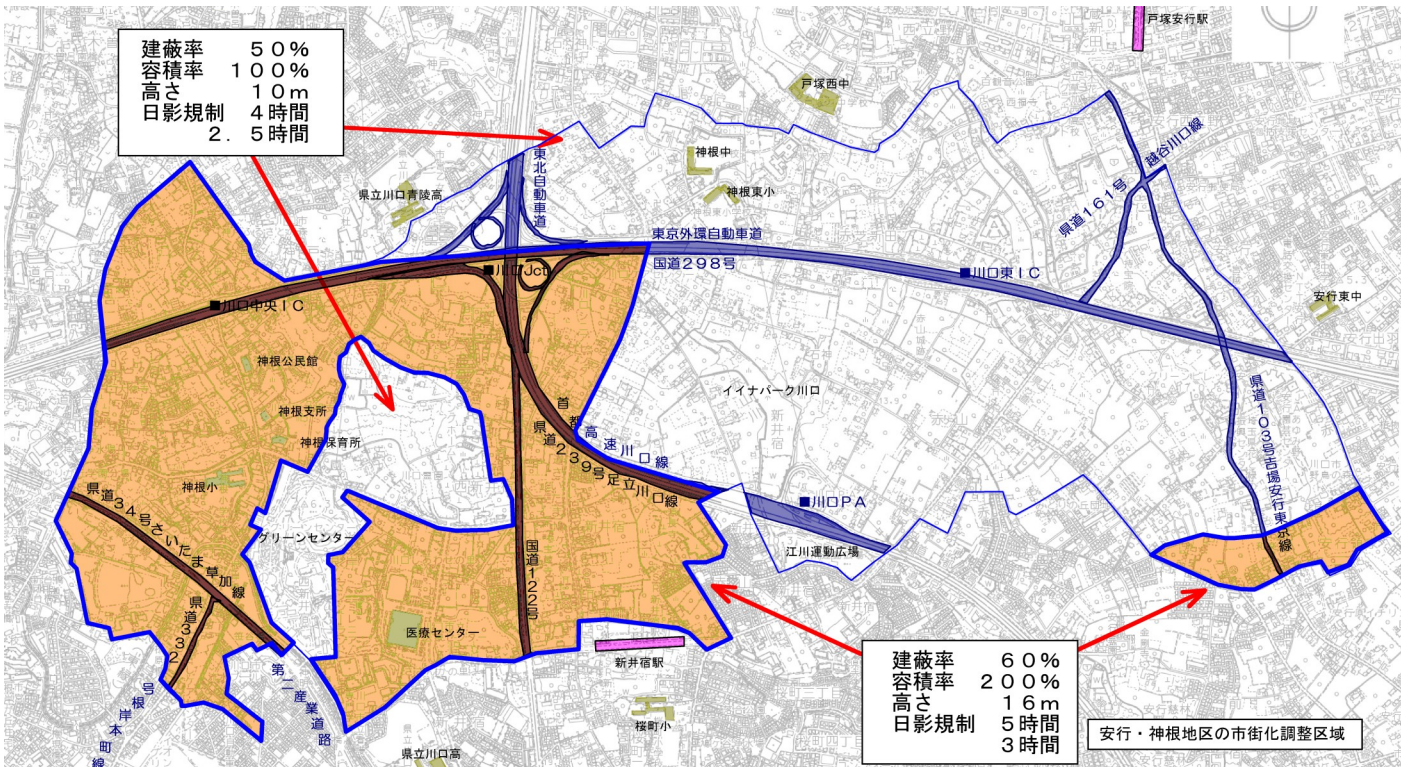 戸塚安行駅
建蔽率　５０％
容積率　１００％
高さ　１０ｍ
日影規制　４時間
２．５時間
戸塚西中
神根中
神根東小
県立川口青陵高
東北自動車道
越谷川口線
県道１６１号
東京外環自動車道
国道２９８号
■川口Jct
■川口東ＩＣ
■川口中央ＩＣ
安行東中
神根公民館
イイナパーク川口
神根支所
神根保育所
首都高速川口線
県道２３９号足立川口線
県道１０３号吉場安行東京線
神根小
県道３４号さいたま草加線
■川口ＰＡ
グリーンセンター
江川運動広場
国道１２２号
県道３３２
号根岸本町線
医療センター
新井宿駅
第二産業道路
桜町小
県立川口高
建蔽率　６０％
容積率　２００％
高さ　１６ｍ
日影規制　５時間
３時間
安行・神根地区の市街化調整区域